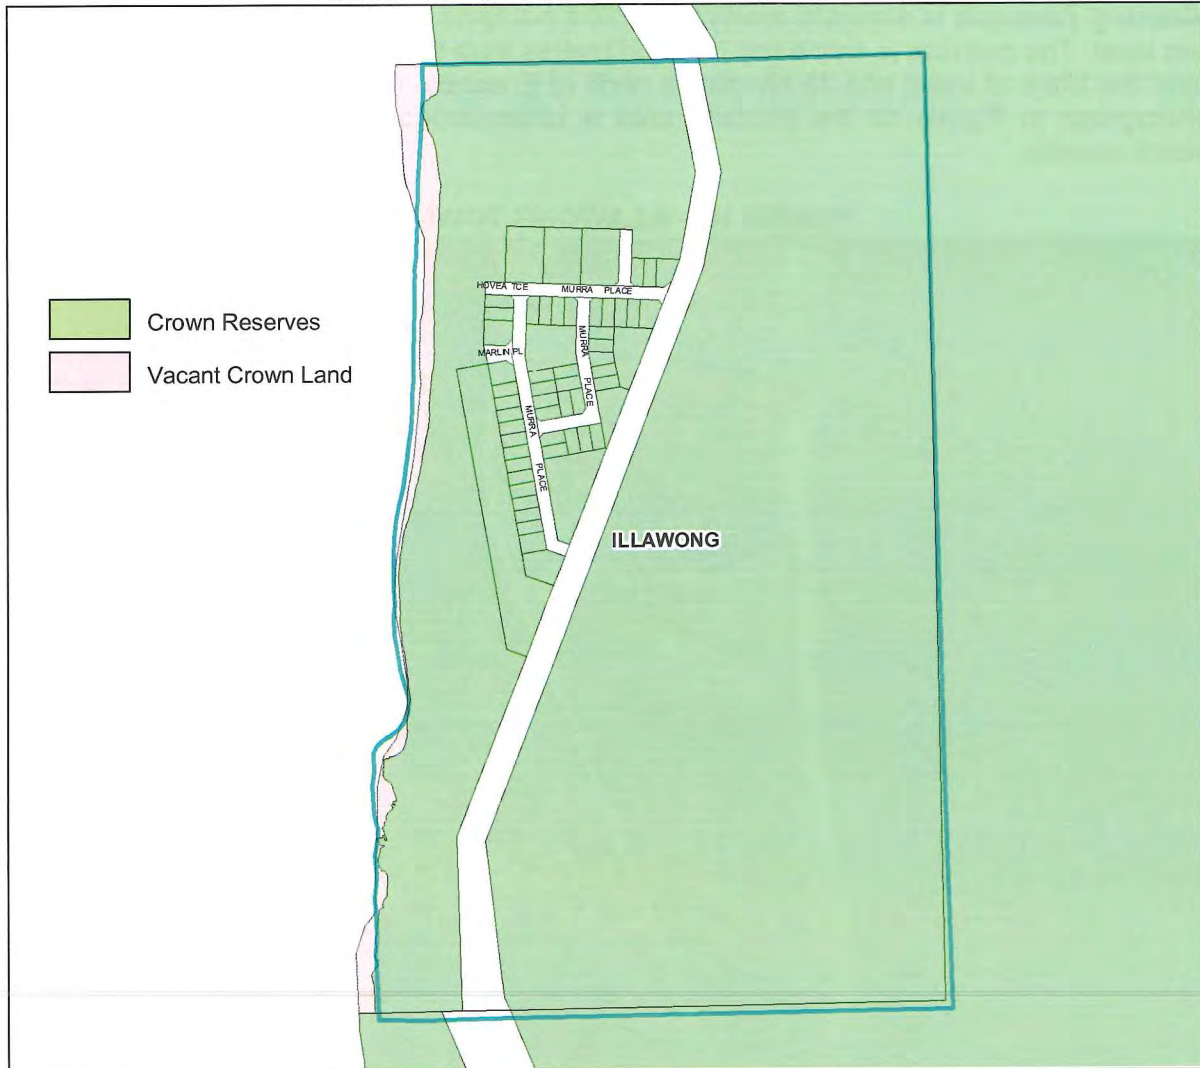 HOVEA TCE
MURRA PLACE
MURRA PLACE
MARLIN PL
MURRA PLACE
Crown Reserves
Vacant Crown Land
ILLAWONG